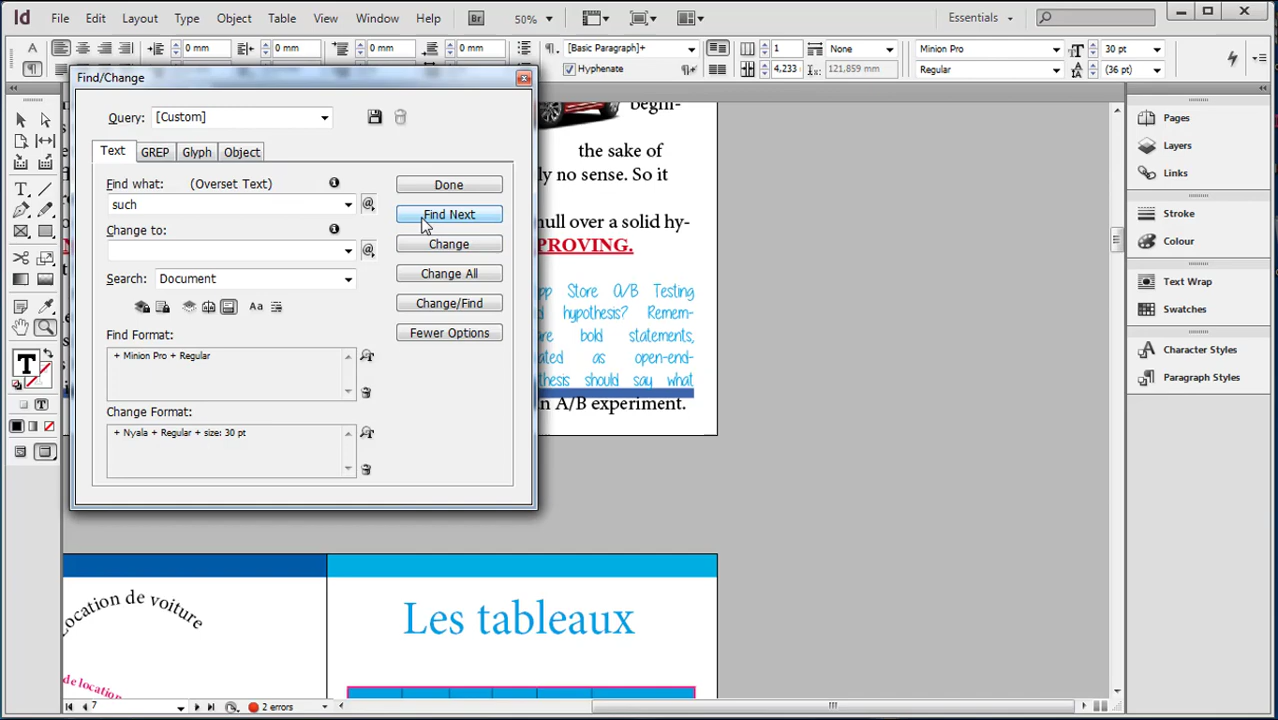 Id File Edit Layout Type Object Table View Window Help Br 50% Essentials
A 0 mm 0 mm 0 mm 0 mm [Basic Paragraph]+ 1 None Minion Pro 30 pt
Hyphenate 4,233 121,859 mm Regular (36 pt)
Find/Change
Query: [Custom]
Text GREP Glyph Object
Find what: (Overset Text)
such
Change to:
Search: Document
Aa
Find Format:
+ Minion Pro + Regular
Change Format:
+ Nyala + Regular + size: 30 pt
Done
Find Next
Change
Change All
Change/Find
Fewer Options
begin-
the sake of
ly no sense. So it
null over a solid hy-
PROVING.
pp Store A/B Testing
d hypothesis? Remem-
re bold statements,
ated as open-end-
hesis should say what
n A/B experiment.
Location de voiture
de location
Les tableaux
Pages
Layers
Links
Stroke
Colour
Text Wrap
Swatches
Character Styles
Paragraph Styles
T
T
7 2 errors